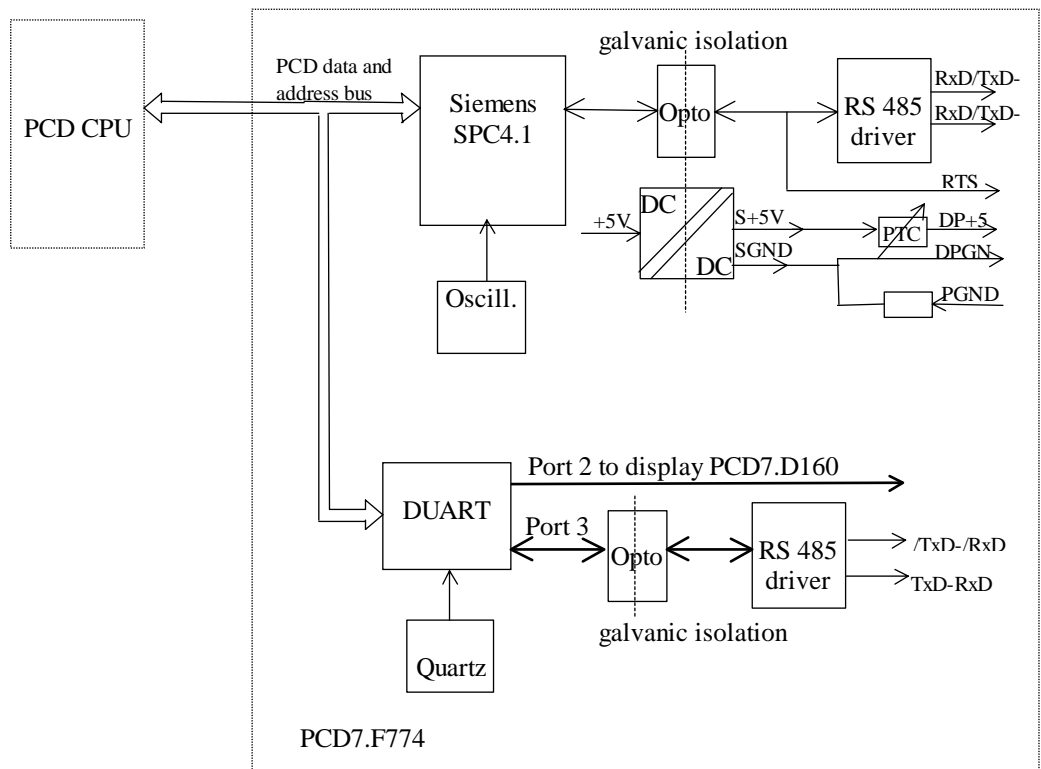 galvanic isolation
PCD data and
address bus
PCD CPU
Siemens
SPC4.1
Opto
RS 485
driver
RxD/TxD-
RxD/TxD-
RTS
+5V
DC
DC
S+5V
SGND
PTC
DP+5
DPGN
PGND
Oscill.
Port 2 to display PCD7.D160
DUART
Port 3
Opto
RS 485
driver
/TxD-/RxD
TxD-RxD
galvanic isolation
Quartz
PCD7.F774